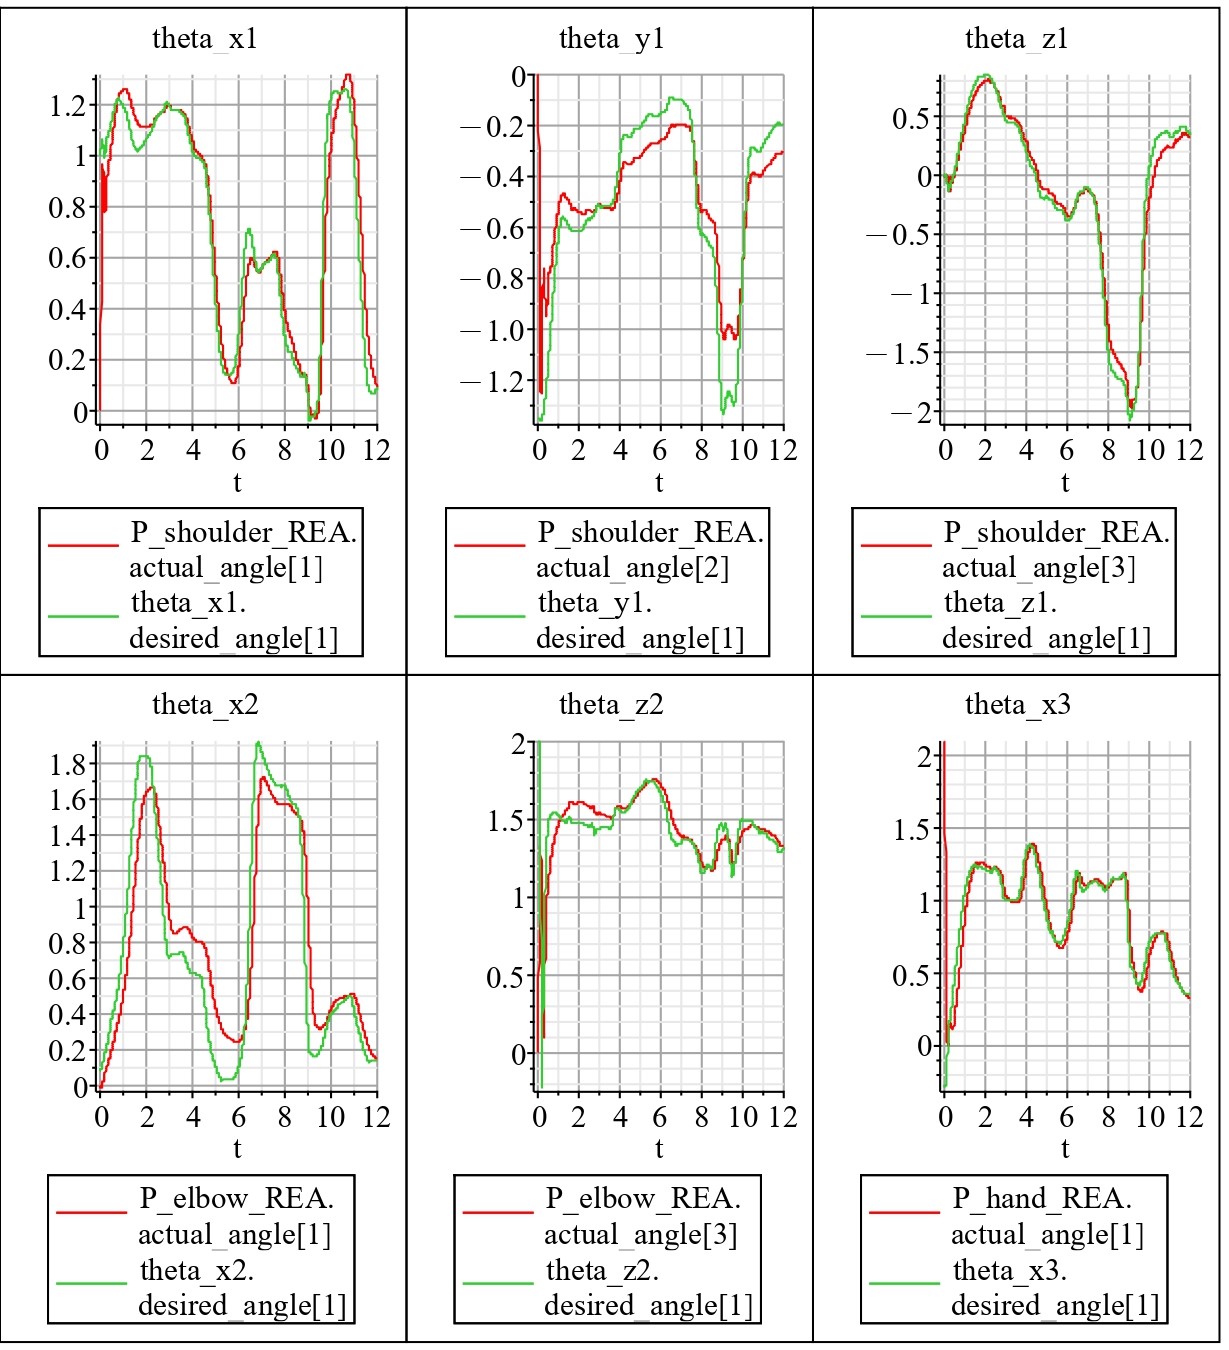 theta_x1
1.2
1
0.8
0.6
0.4
0.2
0
0 2 4 6 8 10 12
t
P_shoulder_REA.
actual_angle[1]
theta_x1.
desired_angle[1]
theta_y1
0
−0.2
−0.4
−0.6
−0.8
−1.0
−1.2
0 2 4 6 8 10 12
t
P_shoulder_REA.
actual_angle[2]
theta_y1.
desired_angle[1]
theta_z1
0.5
0
−0.5
−1
−1.5
−2
0 2 4 6 8 10 12
t
P_shoulder_REA.
actual_angle[3]
theta_z1.
desired_angle[1]
theta_x2
1.8
1.6
1.4
1.2
1
0.8
0.6
0.4
0.2
0
0 2 4 6 8 10 12
t
P_elbow_REA.
actual_angle[1]
theta_x2.
desired_angle[1]
theta_z2
2
1.5
1
0.5
0
0 2 4 6 8 10 12
t
P_elbow_REA.
actual_angle[3]
theta_z2.
desired_angle[1]
theta_x3
2
1.5
1
0.5
0
0 2 4 6 8 10 12
t
P_hand_REA.
actual_angle[1]
theta_x3.
desired_angle[1]